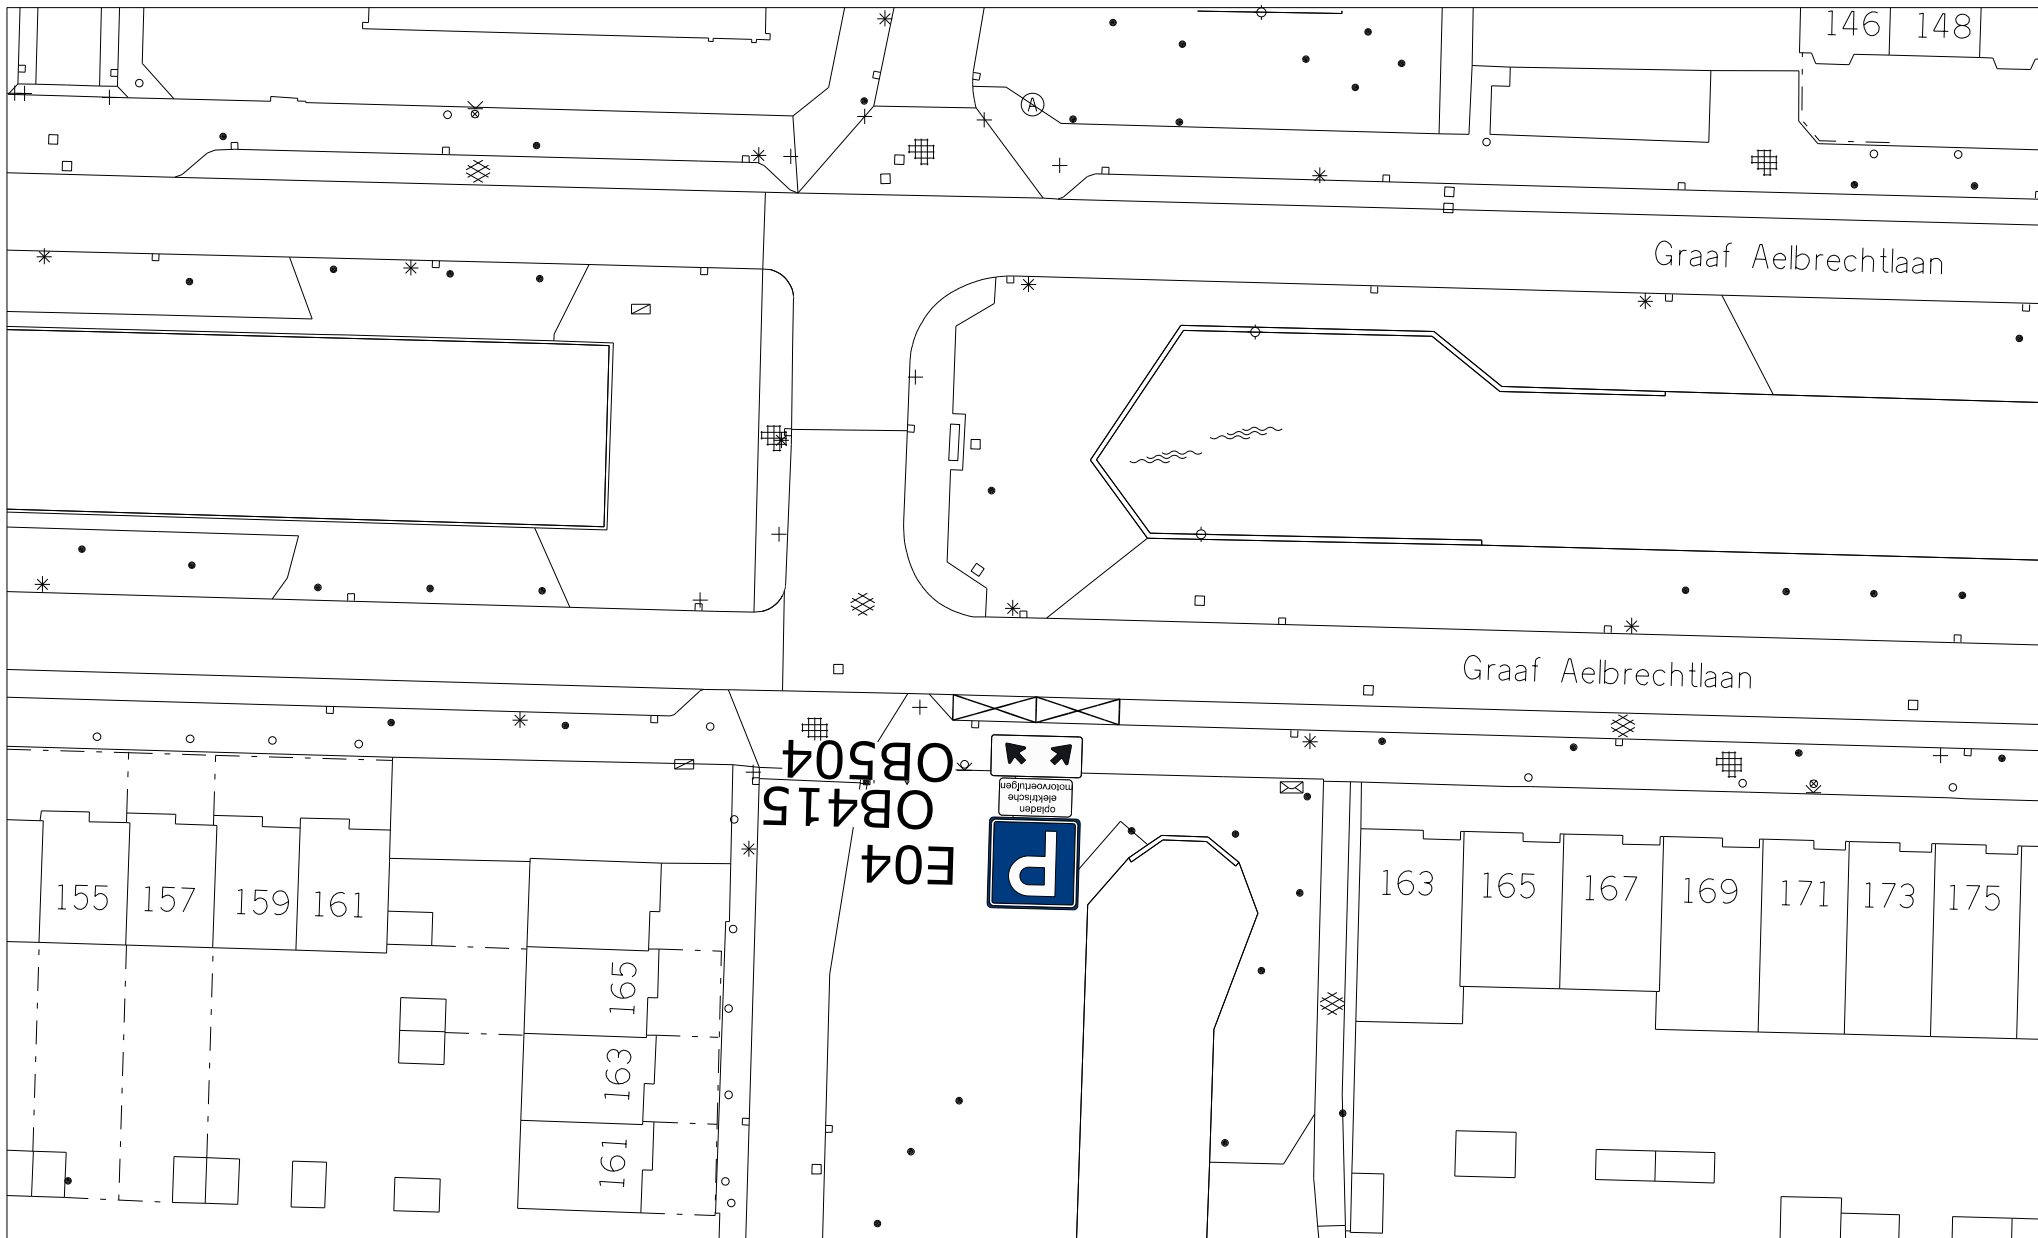 146 148
A
Graaf Aelbrechtlaan
Graaf Aelbrechtlaan
OB504
OB415
E04
opladen
elektrische
motorvoertuigen
P
155 157 159 161
163 165 167 169 171 173 175
165
163
161